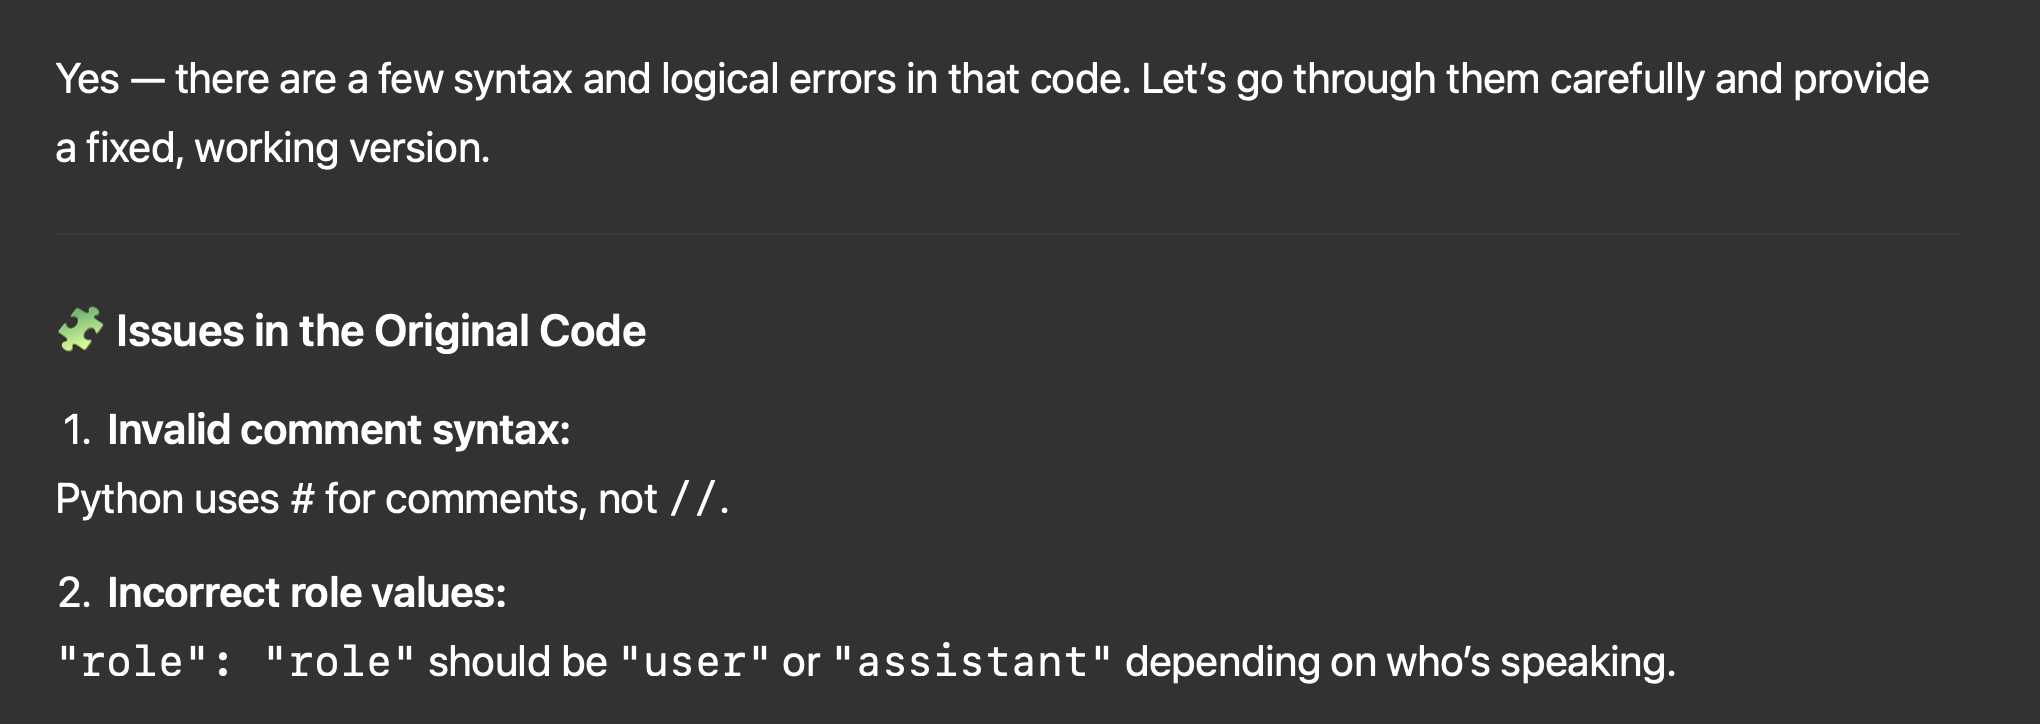 Yes — there are a few syntax and logical errors in that code. Let’s go through them carefully and provide
a fixed, working version.
🧩 Issues in the Original Code
1. Invalid comment syntax:
Python uses # for comments, not //.
2. Incorrect role values:
"role": "role" should be "user" or "assistant" depending on who’s speaking.